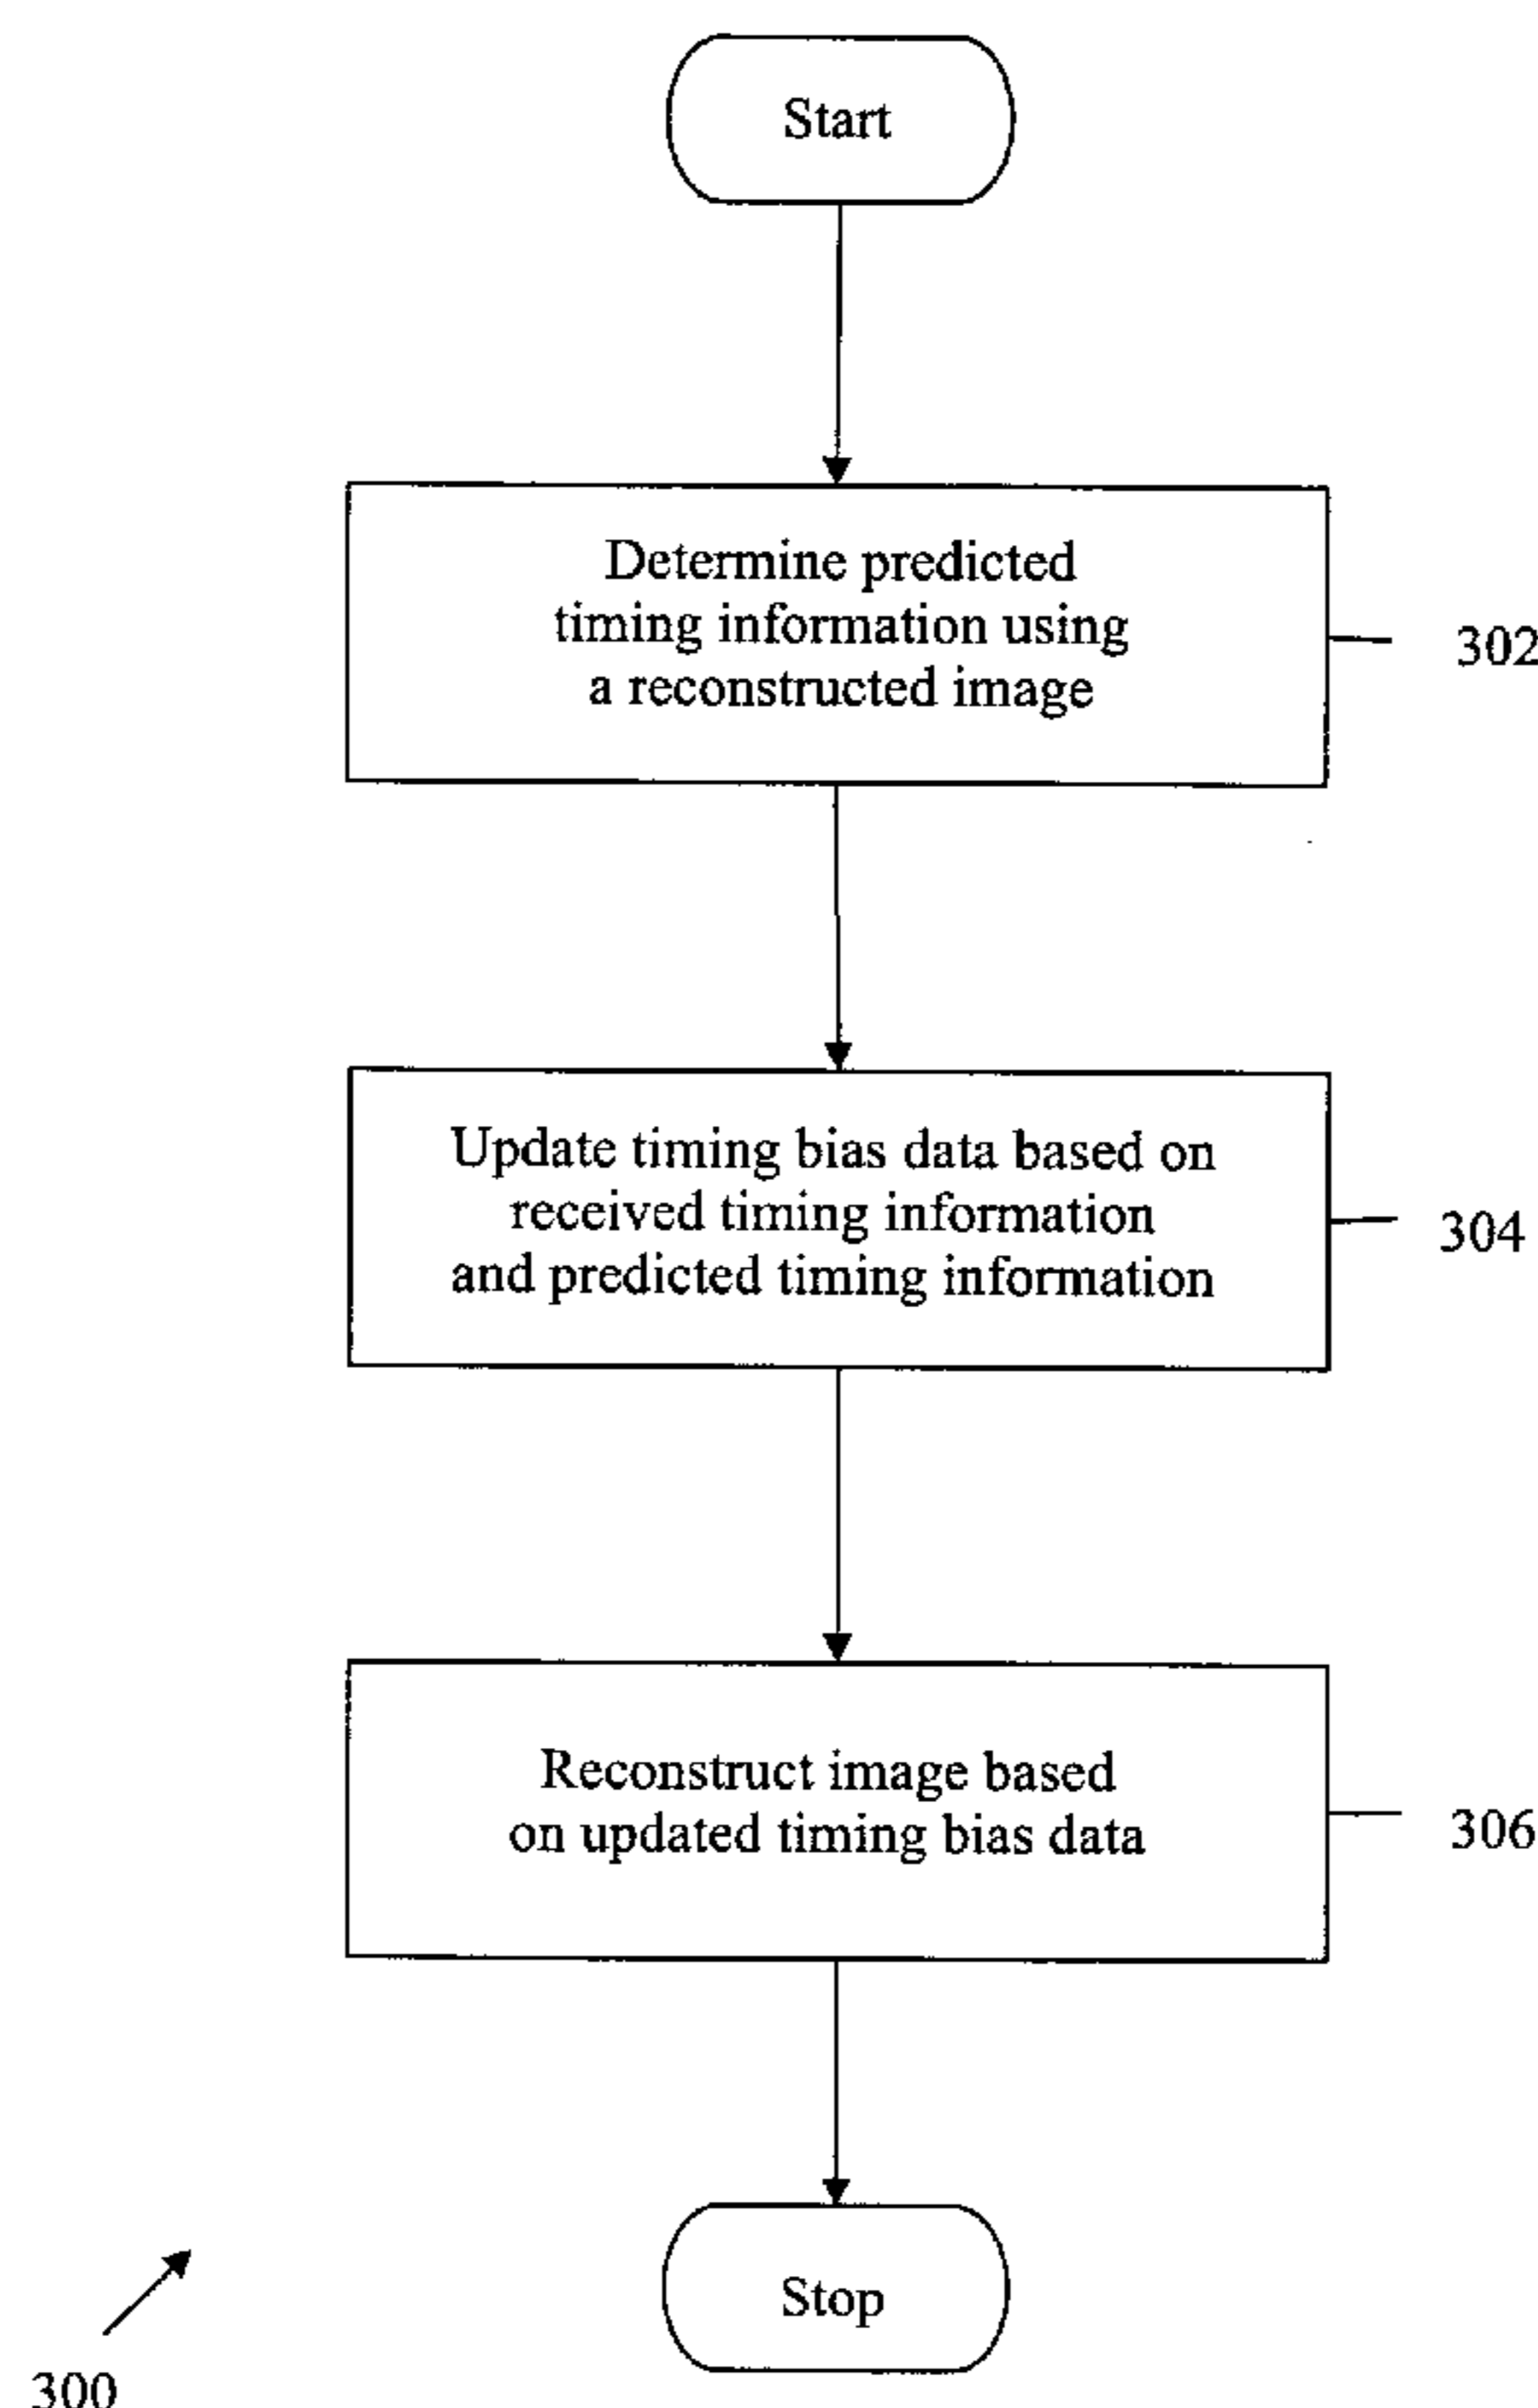 Start
Determine predicted
timing information using
a reconstructed image
302
Update timing bias data based on
received timing information
and predicted timing information
304
Reconstruct image based
on updated timing bias data
306
Stop
300